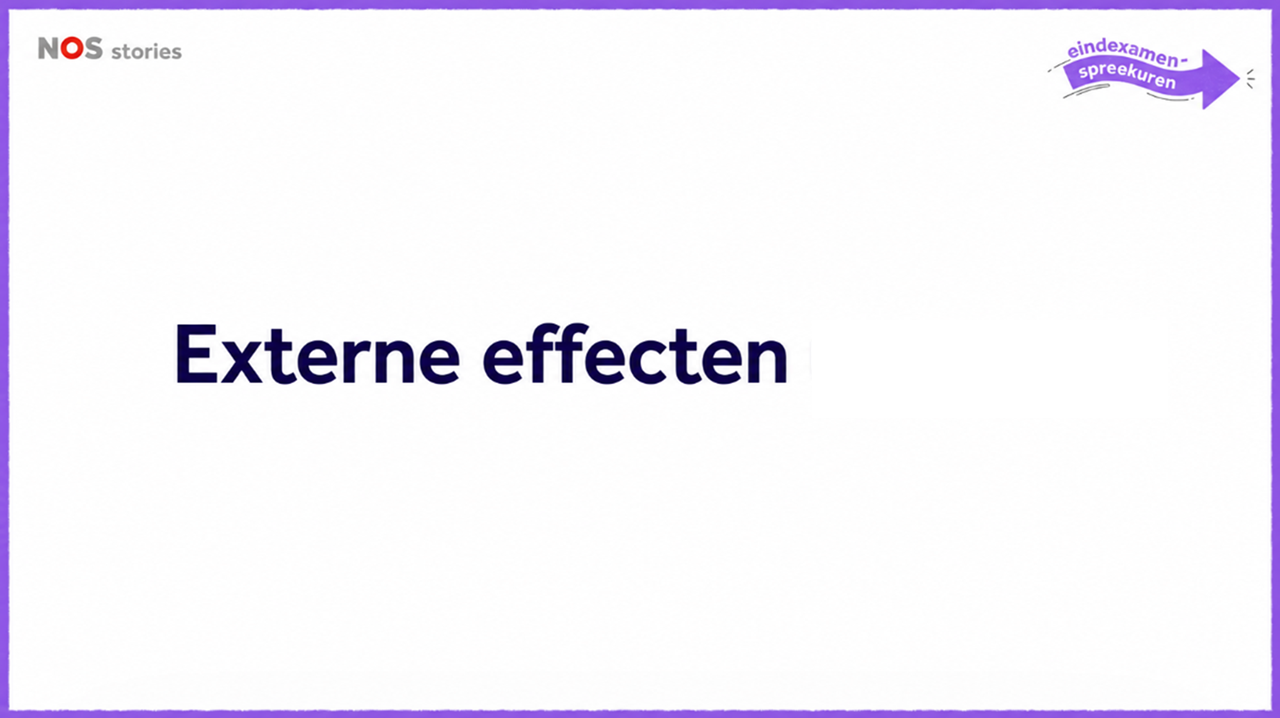 NOS stories
eindexamen-
spreekuren
Externe effecten